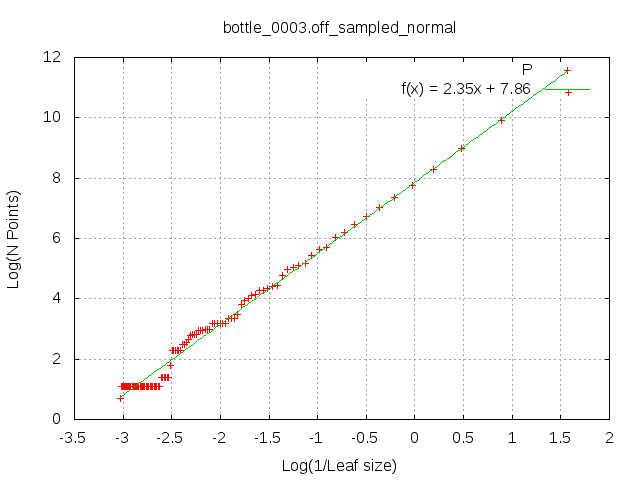 bottle_0003.off_sampled_normal
12
10
8
6
4
2
0
P
f(x) = 2.35x + 7.86
Log(N Points)
-3.5 -3 -2.5 -2 -1.5 -1 -0.5 0 0.5 1 1.5 2
Log(1/Leaf size)